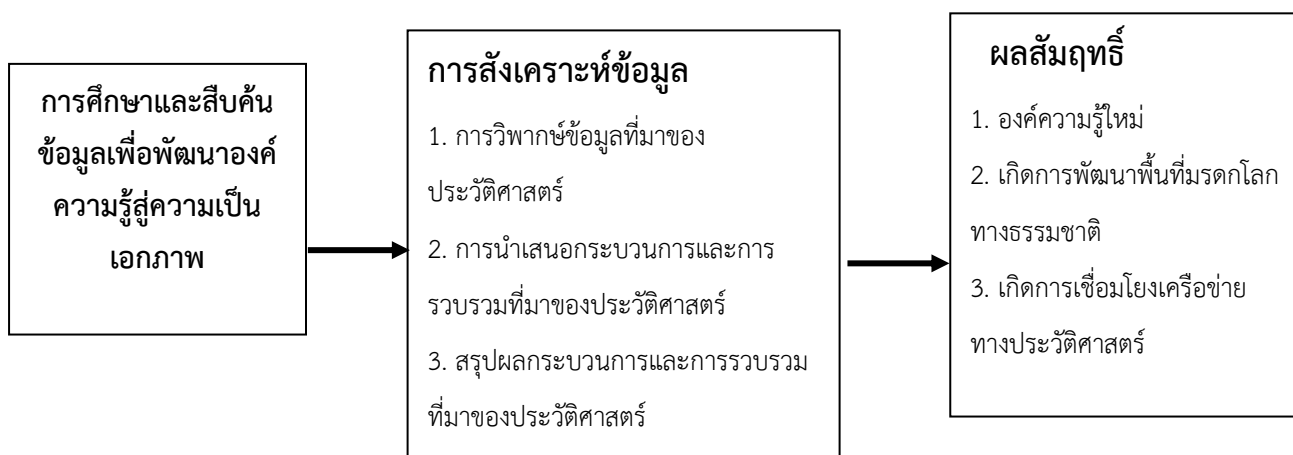 การศึกษาและสืบค้น
ข้อมูลเพื่อพัฒนาองค์
ความรู้สู่ความเป็น
เอกภาพ
การสังเคราะห์ข้อมูล
1. การวิพากษ์ข้อมูลที่มาของ
ประวัติศาสตร์
2. การนำเสนอกระบวนการและการ
รวบรวมที่มาของประวัติศาสตร์
3. สรุปผลกระบวนการและการรวบรวม
ที่มาของประวัติศาสตร์
ผลสัมฤทธิ์
1. องค์ความรู้ใหม่
2. เกิดการพัฒนาพื้นที่มรดกโลก
ทางธรรมชาติ
3. เกิดการเชื่อมโยงเครือข่าย
ทางประวัติศาสตร์